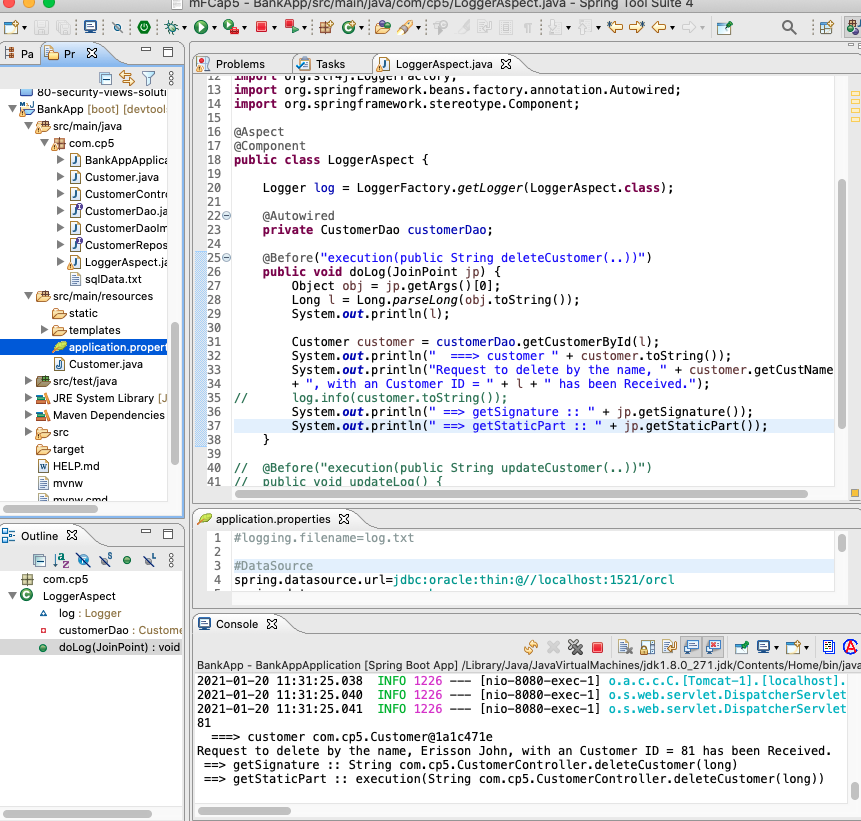 mFCap5 - BankApp/src/main/java/com/cp5/LoggerAspect.java - Spring Tool Suite 4
Pa
Pr
80-security-views-soluti
BankApp [boot] [devtool
src/main/java
com.cp5
BankAppApplica
Customer.java
CustomerContro
CustomerDao.ja
CustomerDaoIm
CustomerRepos
LoggerAspect.ja
sqlData.txt
src/main/resources
static
templates
application.propert
Customer.java
src/test/java
JRE System Library [J
Maven Dependencies
src
target
HELP.md
mvnw
mvnw.cmd
Outline
com.cp5
LoggerAspect
log : Logger
customerDao : Custome
doLog(JoinPoint) : void
Problems
Tasks
LoggerAspect.java
12 import org.slf4j.LoggerFactory;
13 import org.springframework.beans.factory.annotation.Autowired;
14 import org.springframework.stereotype.Component;
15
16 @Aspect
17 @Component
18 public class LoggerAspect {
19
20     Logger log = LoggerFactory.getLogger(LoggerAspect.class);
21
22     @Autowired
23     private CustomerDao customerDao;
24
25     @Before("execution(public String deleteCustomer(..))")
26     public void doLog(JoinPoint jp) {
27         Object obj = jp.getArgs()[0];
28         Long l = Long.parseLong(obj.toString());
29         System.out.println(l);
30
31         Customer customer = customerDao.getCustomerById(l);
32         System.out.println("  ===> customer " + customer.toString());
33         System.out.println("Request to delete by the name, " + customer.getCustName
34         + ", with an Customer ID = " + l + " has been Received.");
35 //      log.info(customer.toString());
36         System.out.println(" ==> getSignature :: " + jp.getSignature());
37         System.out.println(" ==> getStaticPart :: " + jp.getStaticPart());
38     }
39
40 //  @Before("execution(public String updateCustomer(..))")
41 //  public void updateLog() {
application.properties
1 #logging.filename=log.txt
2
3 #DataSource
4 spring.datasource.url=jdbc:oracle:thin:@//localhost:1521/orcl
Console
BankApp - BankAppApplication [Spring Boot App] /Library/Java/JavaVirtualMachines/jdk1.8.0_271.jdk/Contents/Home/bin/java
2021-01-20 11:31:25.038  INFO 1226 --- [nio-8080-exec-1] o.a.c.c.C.[Tomcat-1].[localhost].
2021-01-20 11:31:25.040  INFO 1226 --- [nio-8080-exec-1] o.s.web.servlet.DispatcherServlet
2021-01-20 11:31:25.041  INFO 1226 --- [nio-8080-exec-1] o.s.web.servlet.DispatcherServlet
81
  ===> customer com.cp5.Customer@1a1c471e
Request to delete by the name, Erisson John, with an Customer ID = 81 has been Received.
 ==> getSignature :: String com.cp5.CustomerController.deleteCustomer(long)
 ==> getStaticPart :: execution(String com.cp5.CustomerController.deleteCustomer(long))